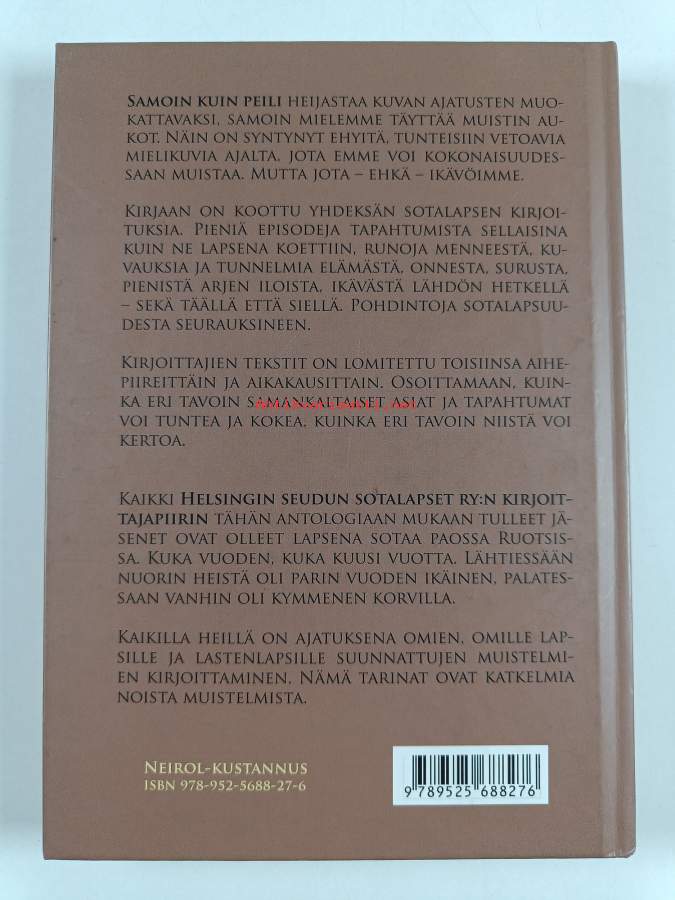 SAMOIN KUIN PEILI HEIJASTAA KUVAN AJATUSTEN MUO-
KATTAVAKSI, SAMOIN MIELEMME TÄYTTÄÄ MUISTIN AU-
KOT. NÄIN ON SYNTYNYT EHYITÄ, TUNTEISIIN VETOAVIA
MIELIKUVIA AJALTA, JOTA EMME VOI KOKONAISUUDES-
SAAN MUISTAA. MUTTA JOTA – EHKÄ – IKÄVÖIMME.
KIRJAAN ON KOOTTU YHDEKSÄN SOTALAPSEN KIRJOI-
TUKSIA. PIENIÄ EPISODEJA TAPAHTUMISTA SELLAISINA
KUIN NE LAPSENA KOETTIIN, RUNOJA MENNEESTÄ, KU-
VAUKSIA JA TUNNELMIA ELÄMÄSTÄ, ONNESTA, SURUSTA,
PIENISTÄ ARJEN ILOISTA, IKÄVÄSTÄ LÄHDÖN HETKELLÄ
– SEKÄ TÄÄLLÄ ETTÄ SIELLÄ. POHDINTOJA SOTALAPSUU-
DESTA SEURAUKSINEEN.
KIRJOITTAJIEN TEKSTIT ON LOMITETTU TOISIINSA AIHE-
PIIREITTÄIN JA AIKAKAUSITTAIN. OSOITTAMAAN, KUIN-
KA ERI TAVOIN SAMANKALTAISET ASIAT JA TAPAHTUMAT
VOI TUNTEA JA KOKEA, KUINKA ERI TAVOIN NIISTÄ VOI
KERTOA.
KAIKKI HELSINGIN SEUDUN SOTALAPSET RY:N KIRJOIT-
TAJAPIIRIN TÄHÄN ANTOLOGIAAN MUKAAN TULLEET JÄ-
SENET OVAT OLLEET LAPSENA SOTAA PAOSSA RUOTSIS-
SA. KUKA VUODEN, KUKA KUUSI VUOTTA. LÄHTIESSÄÄN
NUORIN HEISTÄ OLI PARIN VUODEN IKÄINEN, PALATES-
SAAN VANHIN OLI KYMMENEN KORVILLA.
KAIKILLA HEILLÄ ON AJATUKSENA OMIEN, OMILLE LAP-
SILLE JA LASTENLAPSILLE SUUNNATTUJEN MUISTELMI-
EN KIRJOITTAMINEN. NÄMÄ TARINAT OVAT KATKELMIA
NOISTA MUISTELMISTA.
NEIROL-KUSTANNUS
ISBN 978-952-5688-27-6
9 789525 688276